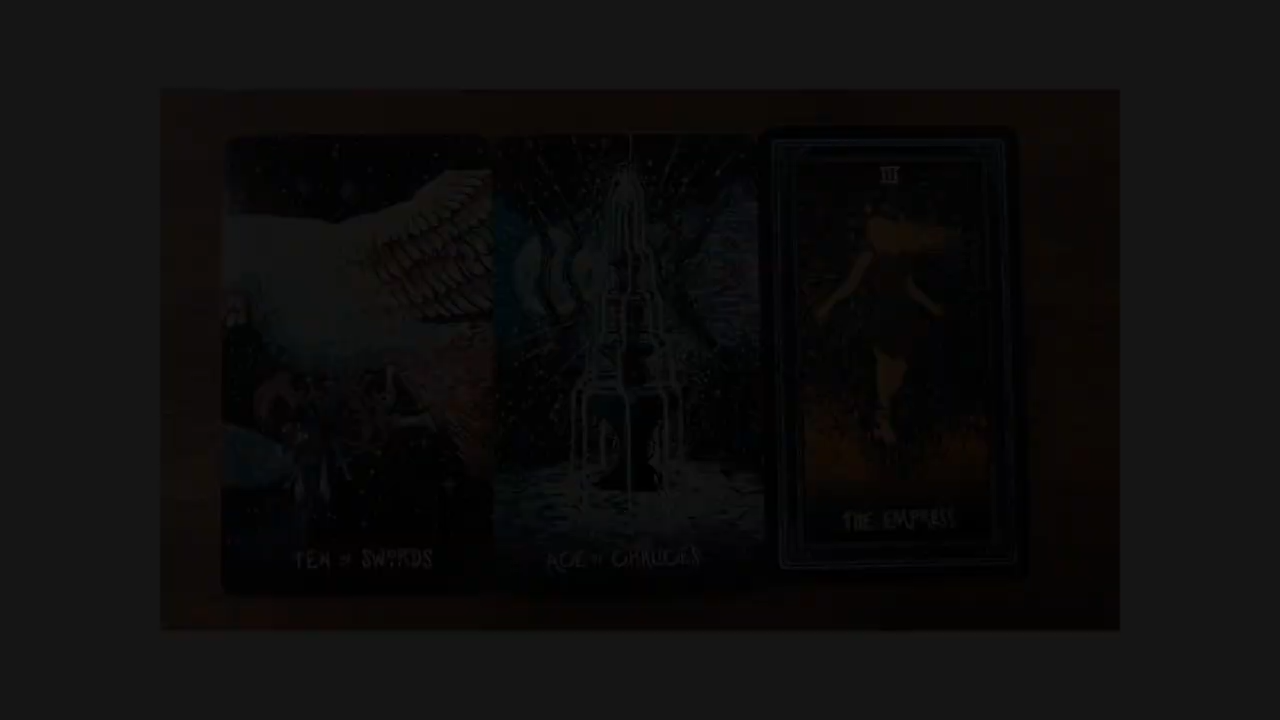 III
TEN OF SWORDS
ACE OF CHALICES
THE EMPRESS